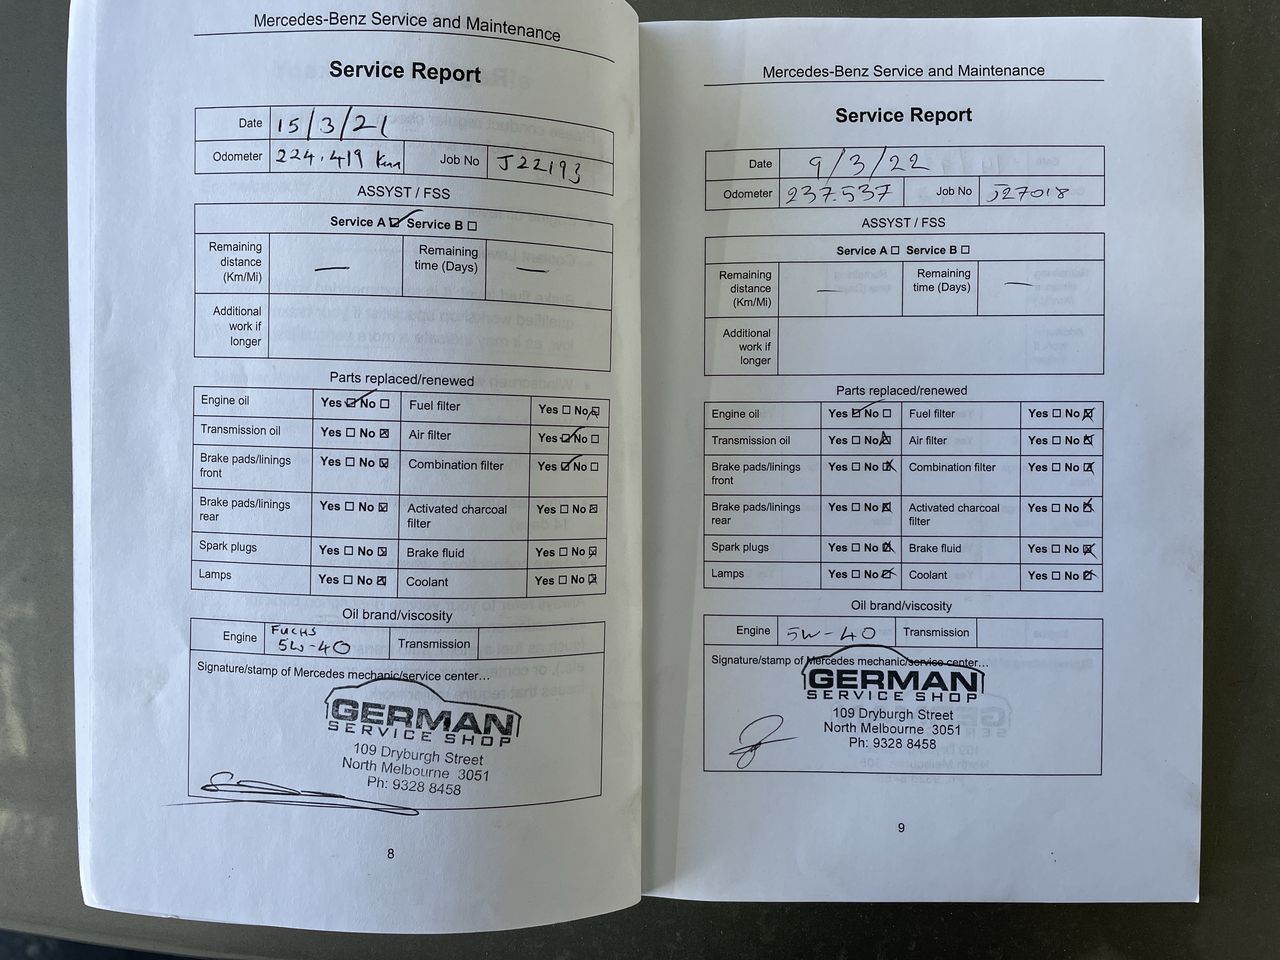 Mercedes-Benz Service and Maintenance
Service Report
Date 15/3/21
Odometer 224.419 km Job No J22193
ASSYST / FSS
Service A ☑ Service B ☐
Remaining distance (Km/Mi) — Remaining time (Days) —
Additional work if longer
Parts replaced/renewed
Engine oil Yes ☑ No ☐ Fuel filter Yes ☐ No ☒
Transmission oil Yes ☐ No ☒ Air filter Yes ☑ No ☐
Brake pads/linings front Yes ☐ No ☒ Combination filter Yes ☑ No ☐
Brake pads/linings rear Yes ☐ No ☒ Activated charcoal filter Yes ☐ No ☒
Spark plugs Yes ☐ No ☒ Brake fluid Yes ☐ No ☒
Lamps Yes ☐ No ☒ Coolant Yes ☐ No ☒
Oil brand/viscosity
Engine FUCHS 5W-40 Transmission
Signature/stamp of Mercedes mechanic/service center...
GERMAN
SERVICE SHOP
109 Dryburgh Street
North Melbourne 3051
Ph: 9328 8458
8
Mercedes-Benz Service and Maintenance
Service Report
Date 9/3/22
Odometer 237.537 Job No J27018
ASSYST / FSS
Service A ☐ Service B ☐
Remaining distance (Km/Mi) — Remaining time (Days) —
Additional work if longer
Parts replaced/renewed
Engine oil Yes ☑ No ☐ Fuel filter Yes ☐ No ☒
Transmission oil Yes ☐ No ☒ Air filter Yes ☐ No ☒
Brake pads/linings front Yes ☐ No ☒ Combination filter Yes ☐ No ☒
Brake pads/linings rear Yes ☐ No ☒ Activated charcoal filter Yes ☐ No ☒
Spark plugs Yes ☐ No ☒ Brake fluid Yes ☐ No ☒
Lamps Yes ☐ No ☒ Coolant Yes ☐ No ☒
Oil brand/viscosity
Engine 5W-40 Transmission
Signature/stamp of Mercedes mechanic/service center...
GERMAN
SERVICE SHOP
109 Dryburgh Street
North Melbourne 3051
Ph: 9328 8458
9